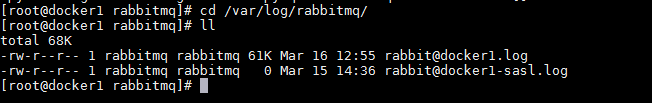 [root@docker1 rabbitmq]# cd /var/log/rabbitmq/
[root@docker1 rabbitmq]# ll
total 68K
-rw-r--r-- 1 rabbitmq rabbitmq 61K Mar 16 12:55 rabbit@docker1.log
-rw-r--r-- 1 rabbitmq rabbitmq   0 Mar 15 14:36 rabbit@docker1-sasl.log
[root@docker1 rabbitmq]#